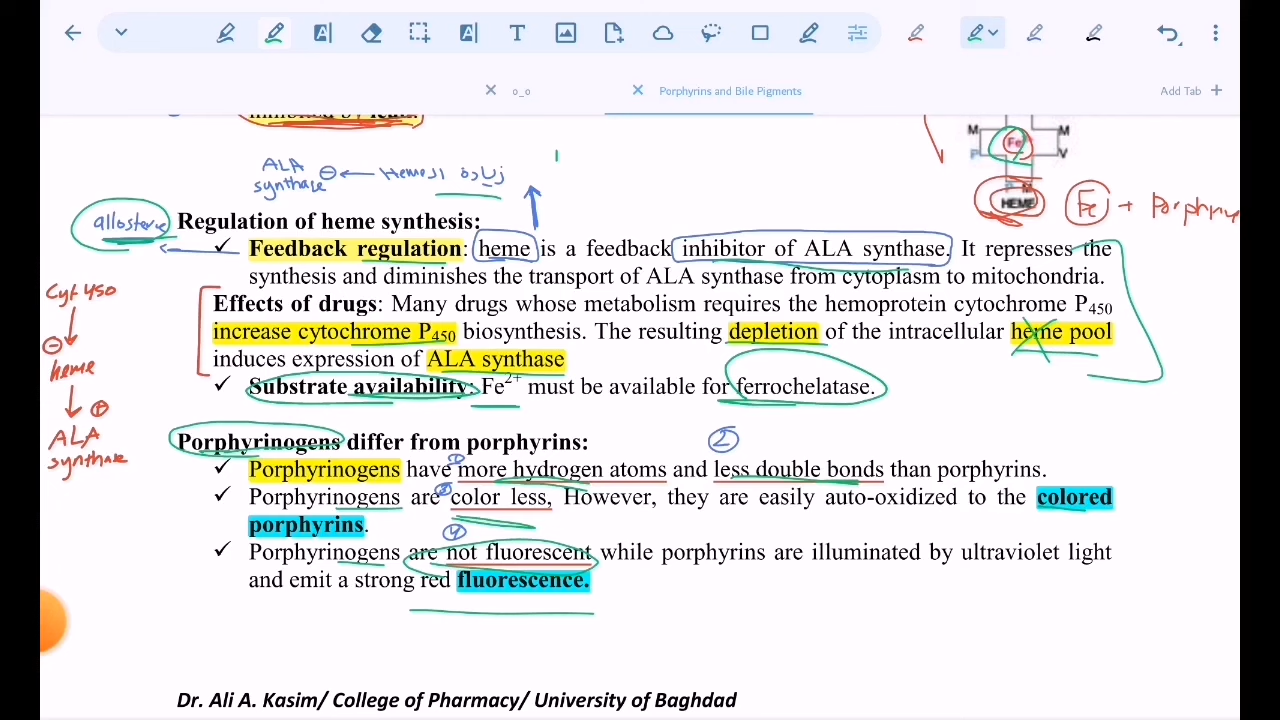 o_o
Porphyrins and Bile Pigments
Add Tab
inhibited by
M M
Fe
P V
HEME
Fe + Porphyrin
ALA
synthase
Heme زيادة ال
allosteric
Regulation of heme synthesis:
✓ Feedback regulation: heme is a feedback inhibitor of ALA synthase. It represses the
synthesis and diminishes the transport of ALA synthase from cytoplasm to mitochondria.
Effects of drugs: Many drugs whose metabolism requires the hemoprotein cytochrome P450
increase cytochrome P450 biosynthesis. The resulting depletion of the intracellular heme pool
induces expression of ALA synthase
✓ Substrate availability: Fe2+ must be available for ferrochelatase.
Cyt 450
heme
ALA
synthase
Porphyrinogens differ from porphyrins:
✓ Porphyrinogens have more hydrogen atoms and less double bonds than porphyrins.
✓ Porphyrinogens are color less, However, they are easily auto-oxidized to the colored
porphyrins.
✓ Porphyrinogens are not fluorescent while porphyrins are illuminated by ultraviolet light
and emit a strong red fluorescence.
Dr. Ali A. Kasim/ College of Pharmacy/ University of Baghdad